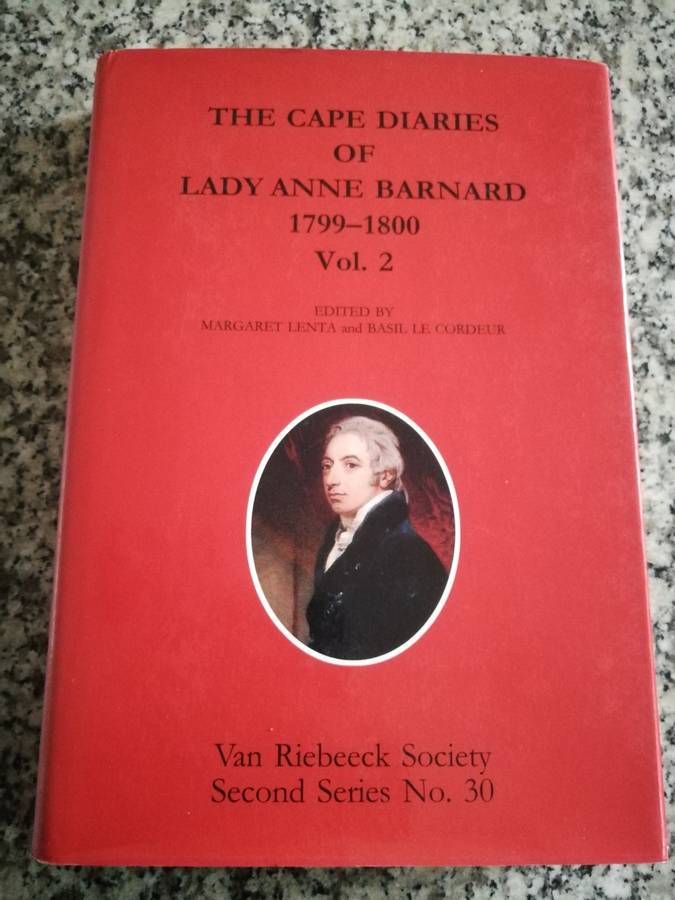 THE CAPE DIARIES
OF
LADY ANNE BARNARD
1799–1800
Vol. 2
EDITED BY
MARGARET LENTA and BASIL LE CORDEUR
Van Riebeeck Society
Second Series No. 30